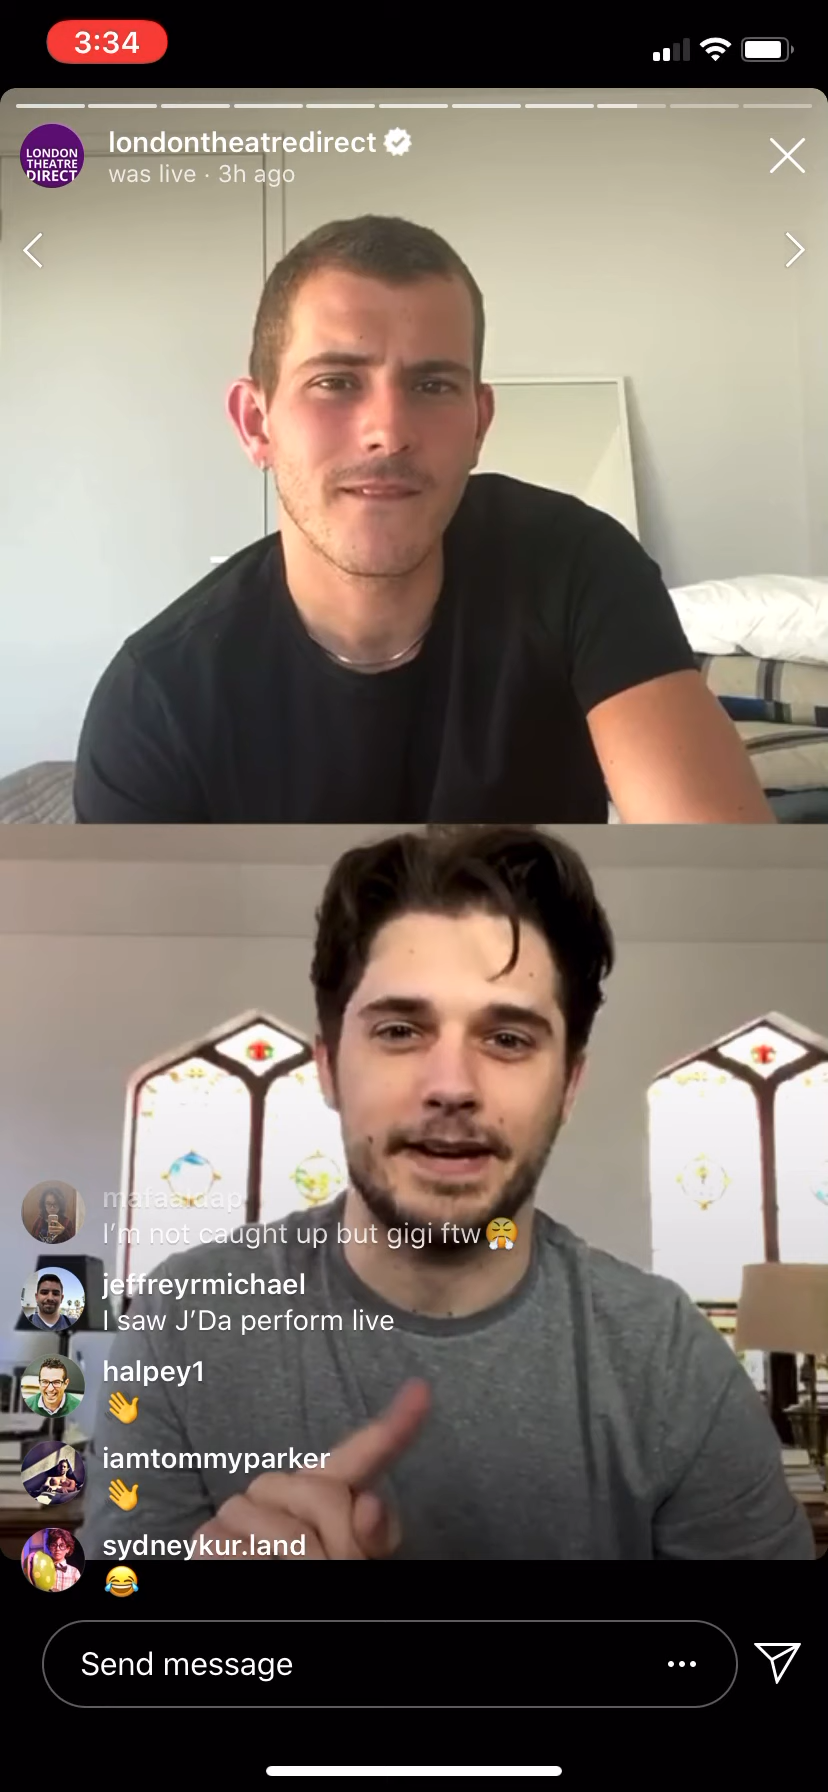 3:34
LONDON
THEATRE
DIRECT
londontheatredirect
was live · 3h ago
mafaaldap
I'm not caught up but gigi ftw😤
jeffreyrmichael
I saw J'Da perform live
halpey1
👋
iamtommyparker
👋
sydneykur.land
😂
Send message